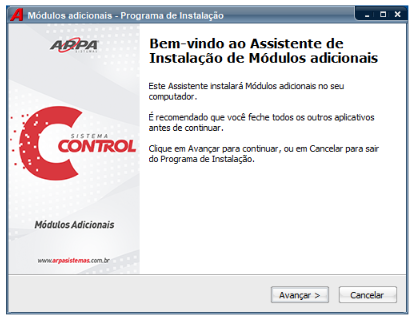 Módulos adicionais - Programa de Instalação
ARPA
SISTEMAS
SISTEMA
CONTROL
Módulos Adicionais
www.arpasistemas.com.br
Bem-vindo ao Assistente de
Instalação de Módulos adicionais
Este Assistente instalará Módulos adicionais no seu
computador.
É recomendado que você feche todos os outros aplicativos
antes de continuar.
Clique em Avançar para continuar, ou em Cancelar para sair
do Programa de Instalação.
Avançar >
Cancelar